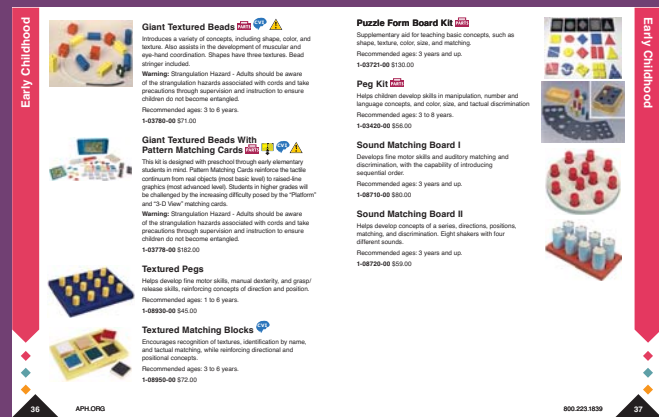 Early Childhood
Giant Textured Beads PARTS CVI
Introduces a variety of concepts, including shape, color, and
texture. Also assists in the development of muscular and
eye-hand coordination. Shapes have three textures. Bead
stringer included.
Warning: Strangulation Hazard - Adults should be aware
of the strangulation hazards associated with cords and take
precautions through supervision and instruction to ensure
children do not become entangled.
Recommended ages: 3 to 6 years.
1-03780-00 $71.00
Giant Textured Beads With
Pattern Matching Cards PARTS CVI
This kit is designed with preschool through early elementary
students in mind. Pattern Matching Cards reinforce the tactile
continuum from real objects (most basic level) to raised-line
graphics (most advanced level). Students in higher grades will
be challenged by the increasing difficulty posed by the "Platform"
and "3-D View" matching cards.
Warning: Strangulation Hazard - Adults should be aware
of the strangulation hazards associated with cords and take
precautions through supervision and instruction to ensure
children do not become entangled.
1-03778-00 $182.00
Textured Pegs
Helps develop fine motor skills, manual dexterity, and grasp/
release skills, reinforcing concepts of direction and position.
Recommended ages: 1 to 6 years.
1-08930-00 $45.00
Textured Matching Blocks CVI
Encourages recognition of textures, identification by name,
and tactual matching, while reinforcing directional and
positional concepts.
Recommended ages: 3 to 6 years.
1-08950-00 $72.00
36 APH.ORG
Puzzle Form Board Kit PARTS
Supplementary aid for teaching basic concepts, such as
shape, texture, color, size, and matching.
Recommended ages: 3 years and up.
1-03721-00 $130.00
Peg Kit PARTS
Helps children develop skills in manipulation, number and
language concepts, and color, size, and tactual discrimination
Recommended ages: 3 to 8 years.
1-03420-00 $56.00
Sound Matching Board I
Develops fine motor skills and auditory matching and
discrimination, with the capability of introducing
sequential order.
Recommended ages: 3 years and up.
1-08710-00 $80.00
Sound Matching Board II
Helps develop concepts of a series, directions, positions,
matching, and discrimination. Eight shakers with four
different sounds.
Recommended ages: 3 years and up.
1-08720-00 $59.00
Early Childhood
800.223.1839 37